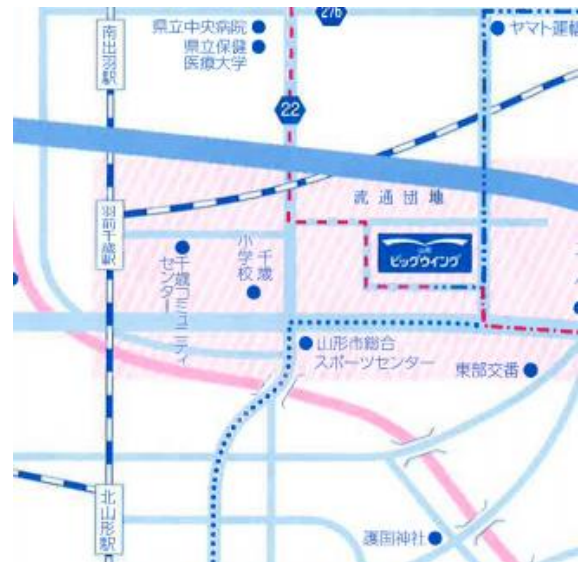 276
県立中央病院
県立保健
医療大学
ヤマト運輸
南出羽駅
22
流通団地
羽前千歳駅
山形
ビッグウイング
千歳
小学校
千歳コミュニティ
センター
山形市総合
スポーツセンター
東部交番
北山形駅
護国神社